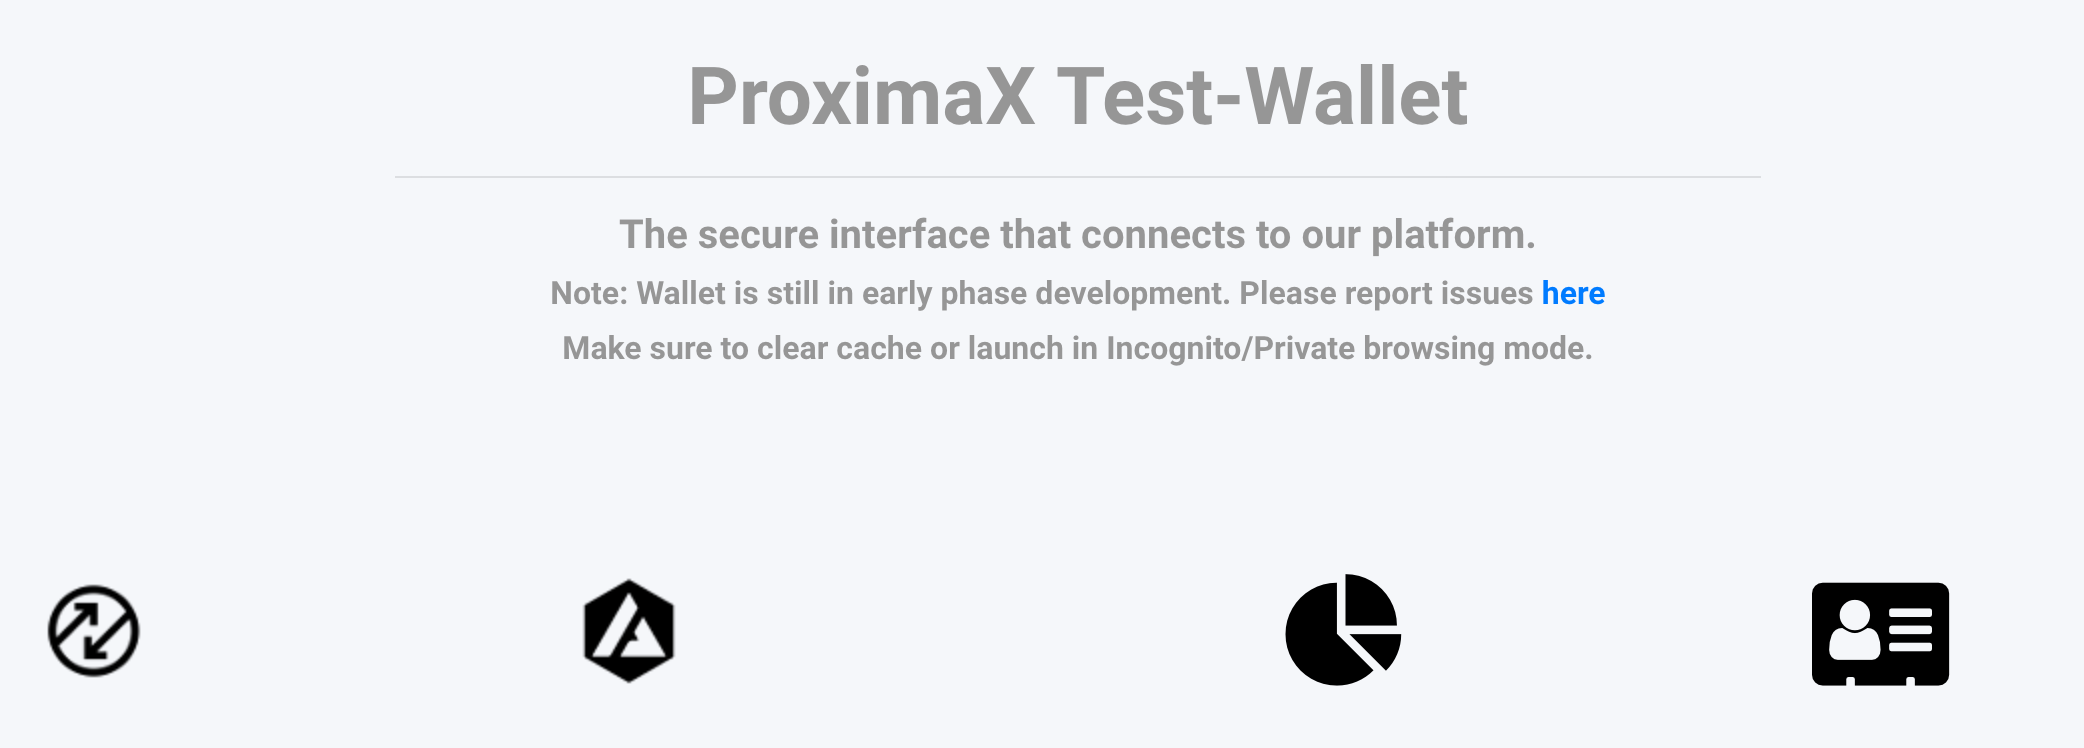 ProximaX Test-Wallet
The secure interface that connects to our platform.
Note: Wallet is still in early phase development. Please report issues here
Make sure to clear cache or launch in Incognito/Private browsing mode.